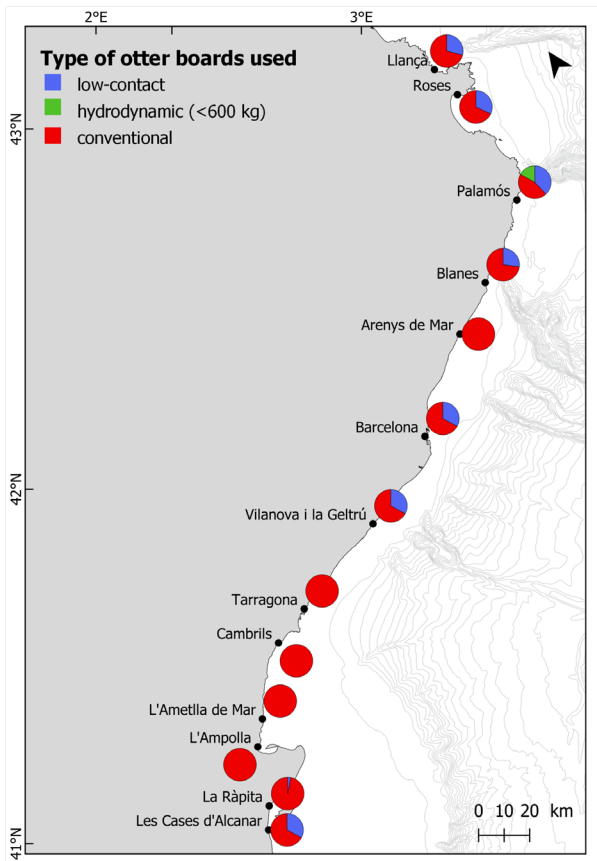 2°E 3°E
Type of otter boards used
low-contact
hydrodynamic (<600 kg)
conventional
Llançà
Roses
43°N
Palamós
Blanes
Arenys de Mar
Barcelona
42°N
Vilanova i la Geltrú
Tarragona
Cambrils
L'Ametlla de Mar
L'Ampolla
La Ràpita
Les Cases d'Alcanar
0 10 20 km
41°N